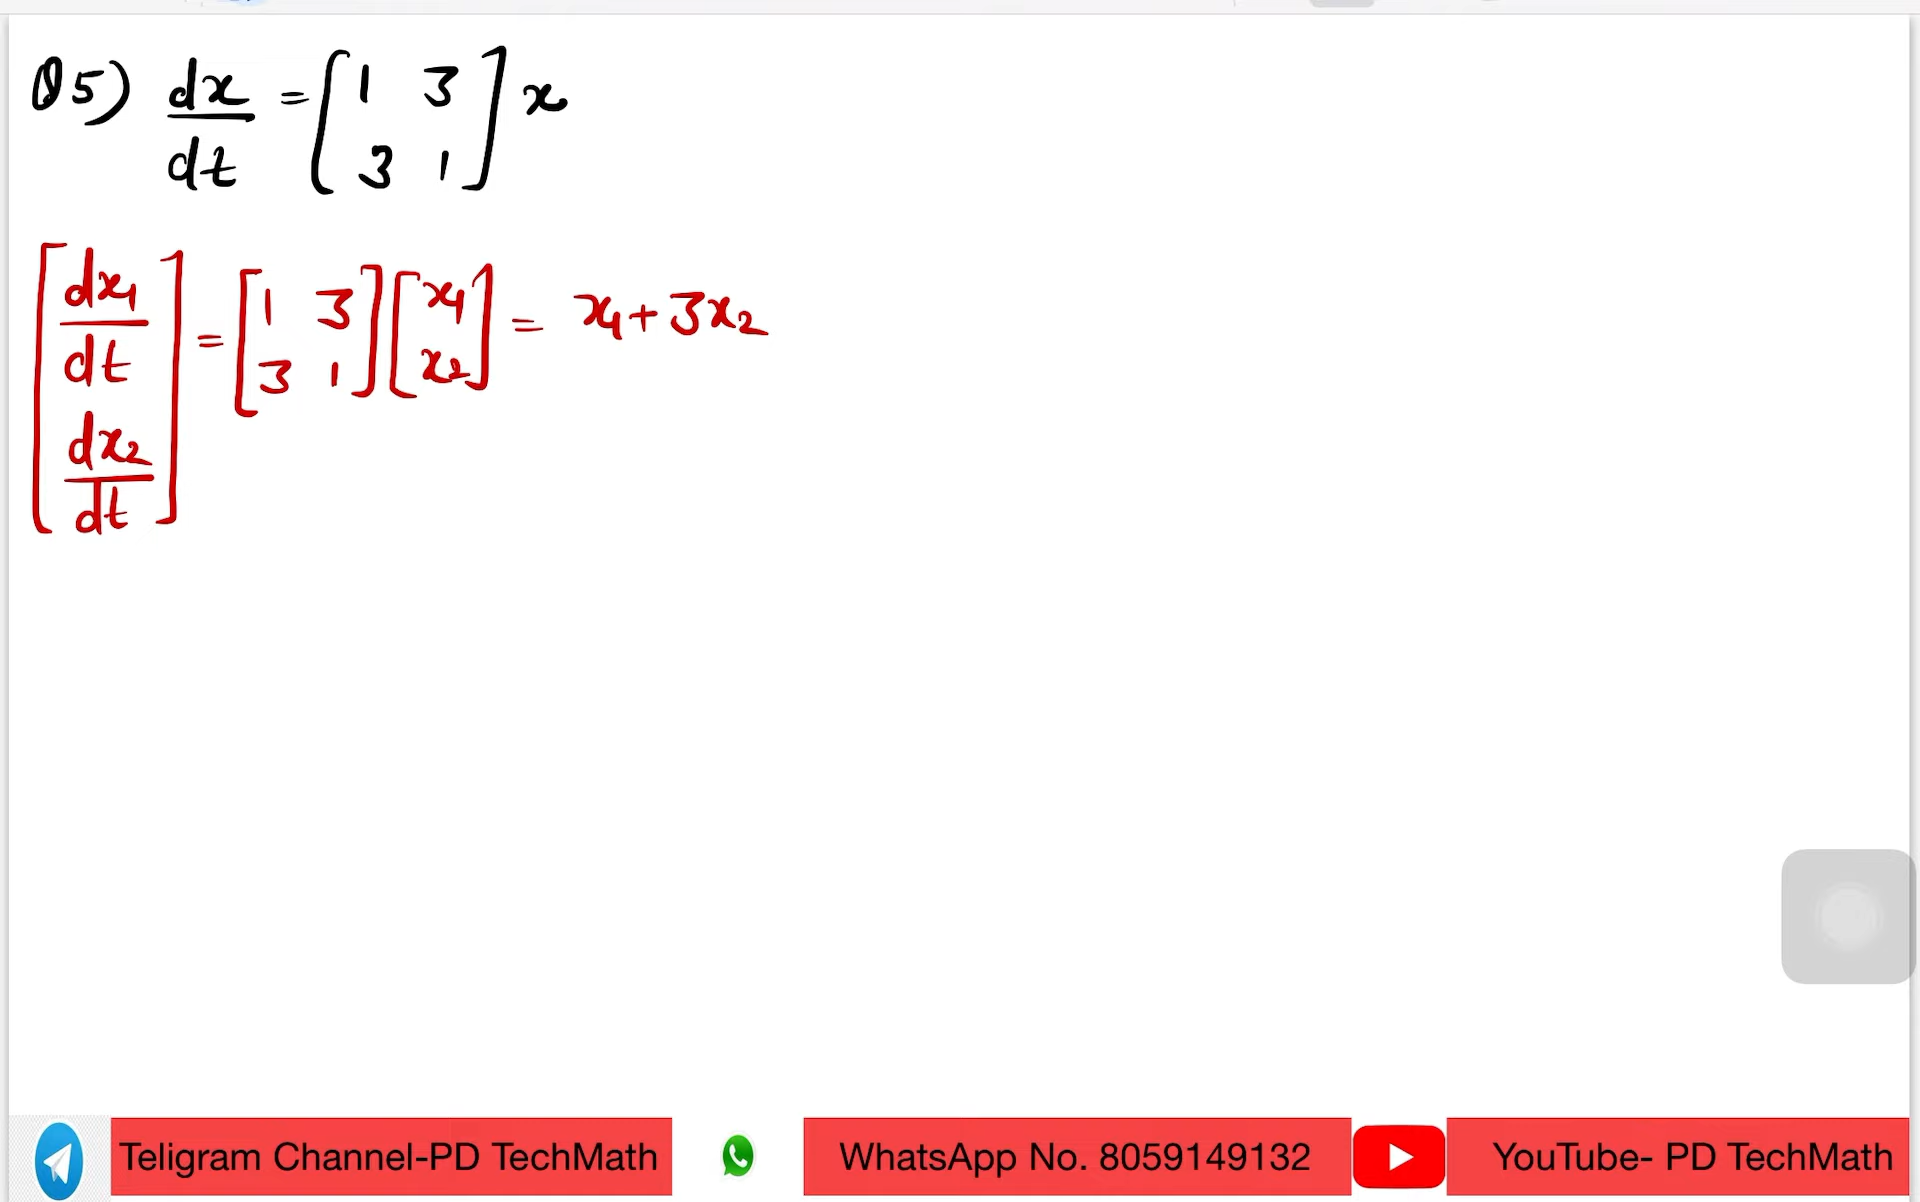 Q5) dx/dt = [1 3; 3 1] x
[dx₁/dt; dx₂/dt] = [1 3; 3 1] [x₁; x₂] = x₁ + 3x₂
Teligram Channel-PD TechMath
WhatsApp No. 8059149132
YouTube- PD TechMath